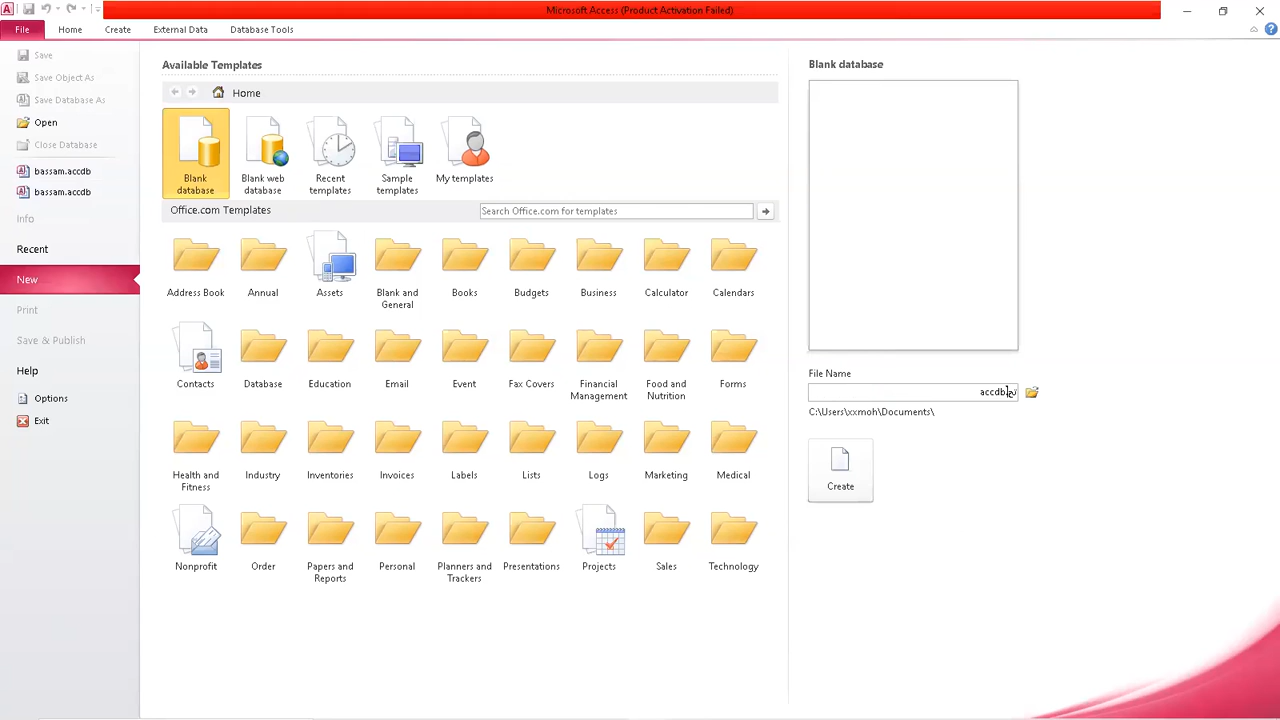 Microsoft Access (Product Activation Failed)
File
Home
Create
External Data
Database Tools
Save
Save Object As
Save Database As
Open
Close Database
bassam.accdb
bassam.accdb
Info
Recent
New
Print
Save & Publish
Help
Options
Exit
Available Templates
Home
Blank database
Blank web database
Recent templates
Sample templates
My templates
Office.com Templates
Search Office.com for templates
Address Book
Annual
Assets
Blank and General
Books
Budgets
Business
Calculator
Calendars
Contacts
Database
Education
Email
Event
Fax Covers
Financial Management
Food and Nutrition
Forms
Health and Fitness
Industry
Inventories
Invoices
Labels
Lists
Logs
Marketing
Medical
Nonprofit
Order
Papers and Reports
Personal
Planners and Trackers
Presentations
Projects
Sales
Technology
Blank database
File Name
C:\Users\xxmoh\Documents\
Create